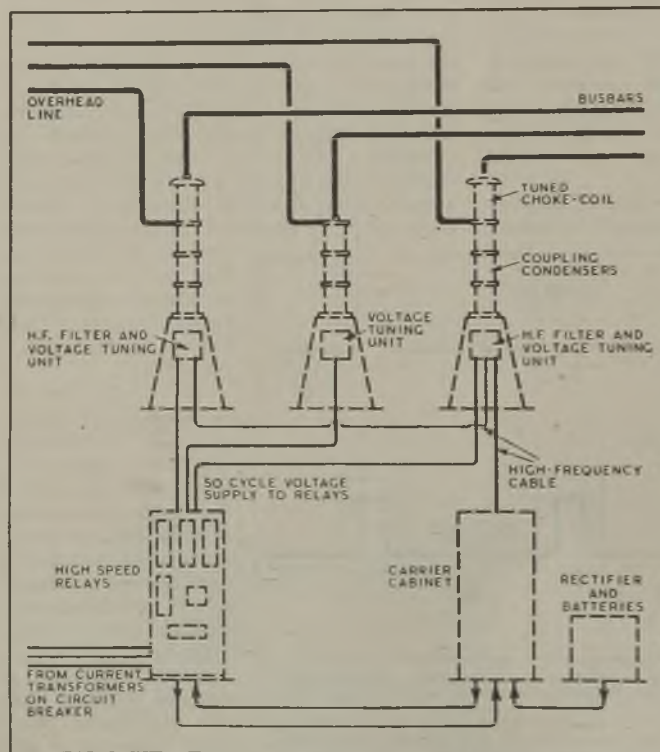 OVERHEAD
LINE
BUSBARS
TUNED
CHOKE-COIL
COUPLING
CONDENSERS
H.F. FILTER AND
VOLTAGE TUNING
UNIT
VOLTAGE
TUNING
UNIT
H.F. FILTER AND
VOLTAGE TUNING
UNIT
50 CYCLE VOLTAGE
SUPPLY TO RELAYS
HIGH-FREQUENCY
CABLE
HIGH SPEED
RELAYS
CARRIER
CABINET
RECTIFIER
AND
BATTERIES
FROM CURRENT
TRANSFORMERS
ON CIRCUIT
BREAKER